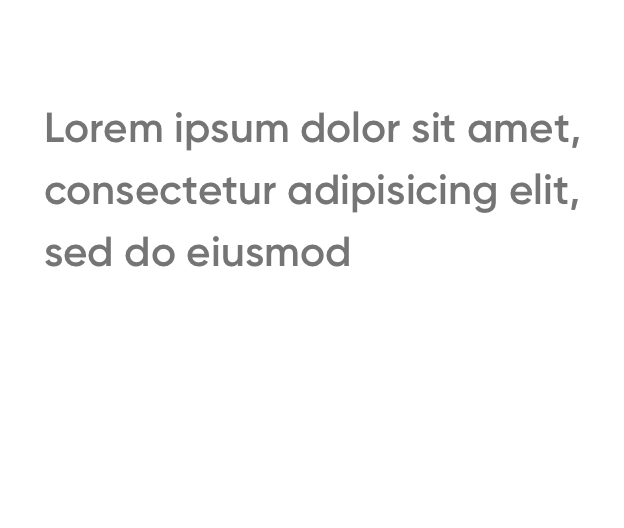 Lorem ipsum dolor sit amet,
consectetur adipisicing elit,
sed do eiusmod